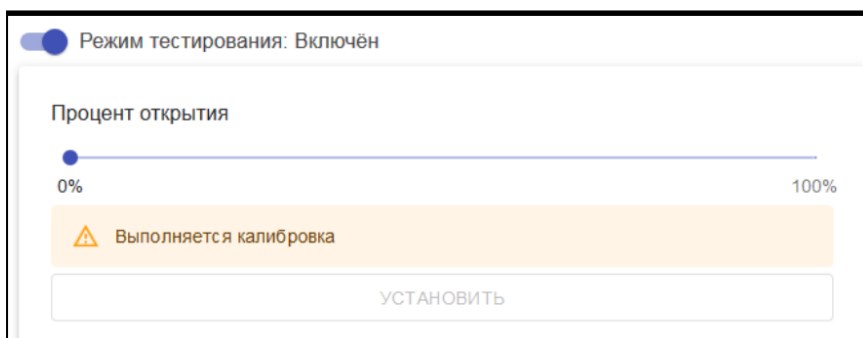 Режим тестирования: Включён
Процент открытия
0% 100%
Выполняется калибровка
УСТАНОВИТЬ